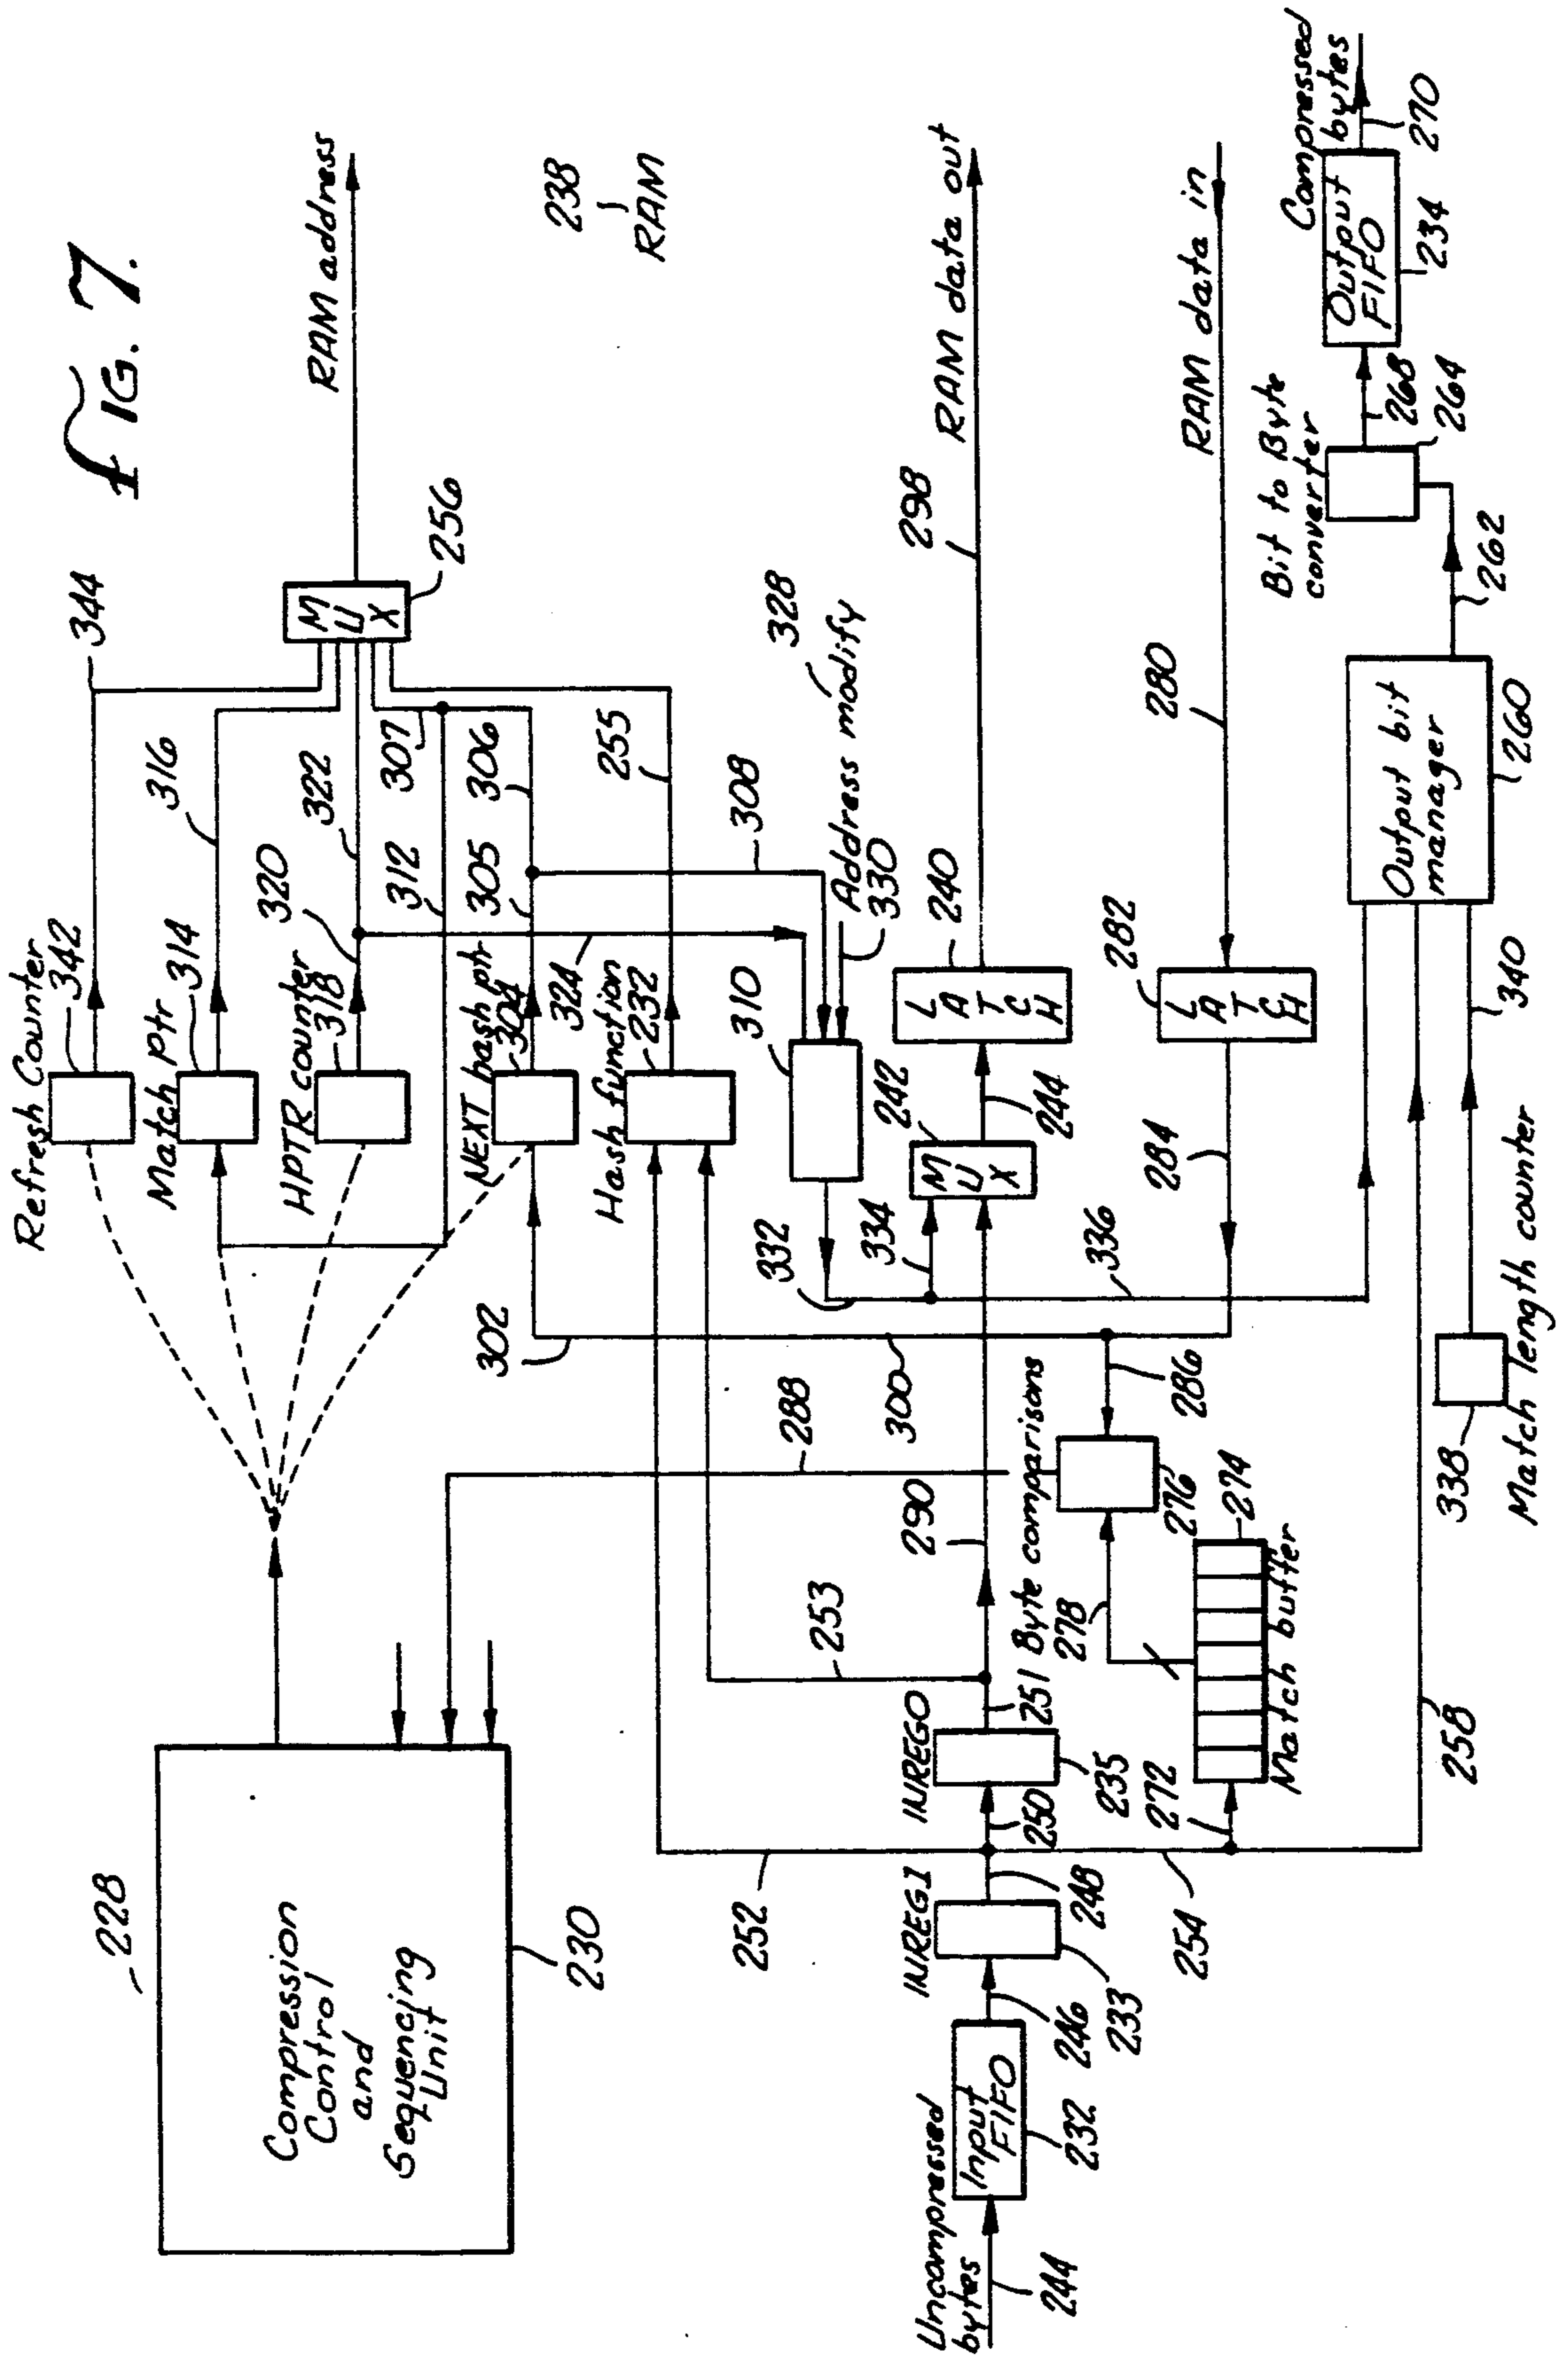 fIG. 7.
228
Compression
Control
and
Sequencing
Unit
230
Refresh Counter
342
344
Match Ptr
314
316
HPTR counter
318
320
322
312
307
NEXT hash ptr
304
305
306
Hash function
232
255
324
308
MUX
256
RAM address
238
RAM
328
Address modify
330
310
332
334
336
302
300
288
252
253
290
MUX
242
244
LATCH
240
298
RAM data out
Uncompressed
bytes
244
Input
FIFO
232
246
INREG1
233
248
250
INREGO
235
251
254
272
Byte comparisons
278
276
286
274
Match buffer
284
LATCH
282
280
RAM data in
258
338
Match length counter
340
Output bit
manager
260
262
Bit to Byte
converter
264
268
Output
FIFO
234
Compressed
bytes
270